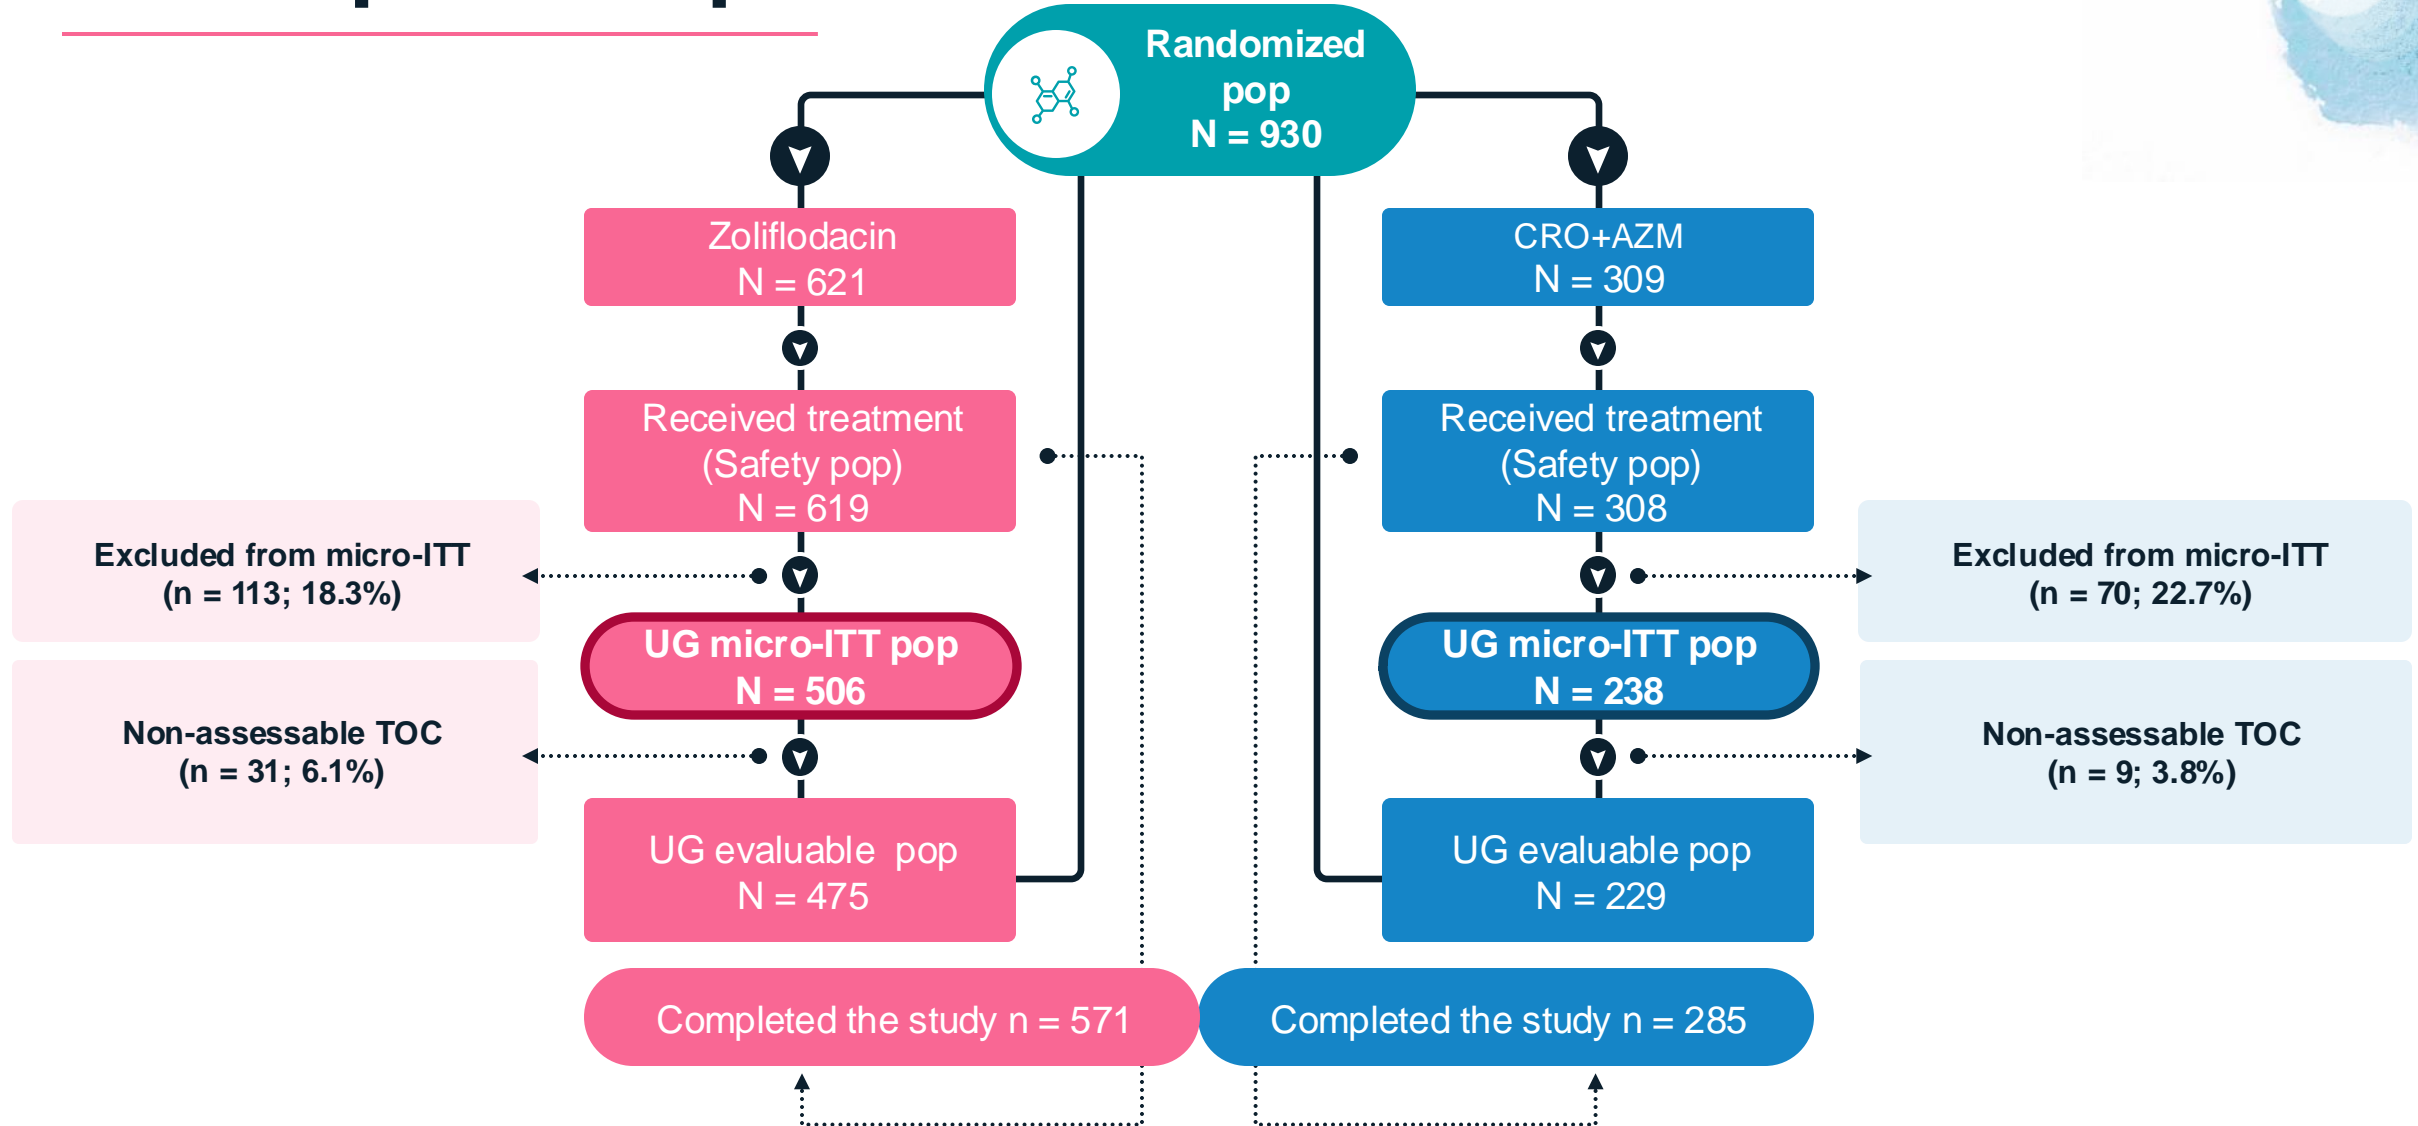 Randomized
pop
N = 930
Zoliflodacin
N = 621
CRO+AZM
N = 309
Received treatment
(Safety pop)
N = 619
Received treatment
(Safety pop)
N = 308
Excluded from micro-ITT
(n = 113; 18.3%)
Excluded from micro-ITT
(n = 70; 22.7%)
UG micro-ITT pop
N = 506
UG micro-ITT pop
N = 238
Non-assessable TOC
(n = 31; 6.1%)
Non-assessable TOC
(n = 9; 3.8%)
UG evaluable pop
N = 475
UG evaluable pop
N = 229
Completed the study n = 571
Completed the study n = 285